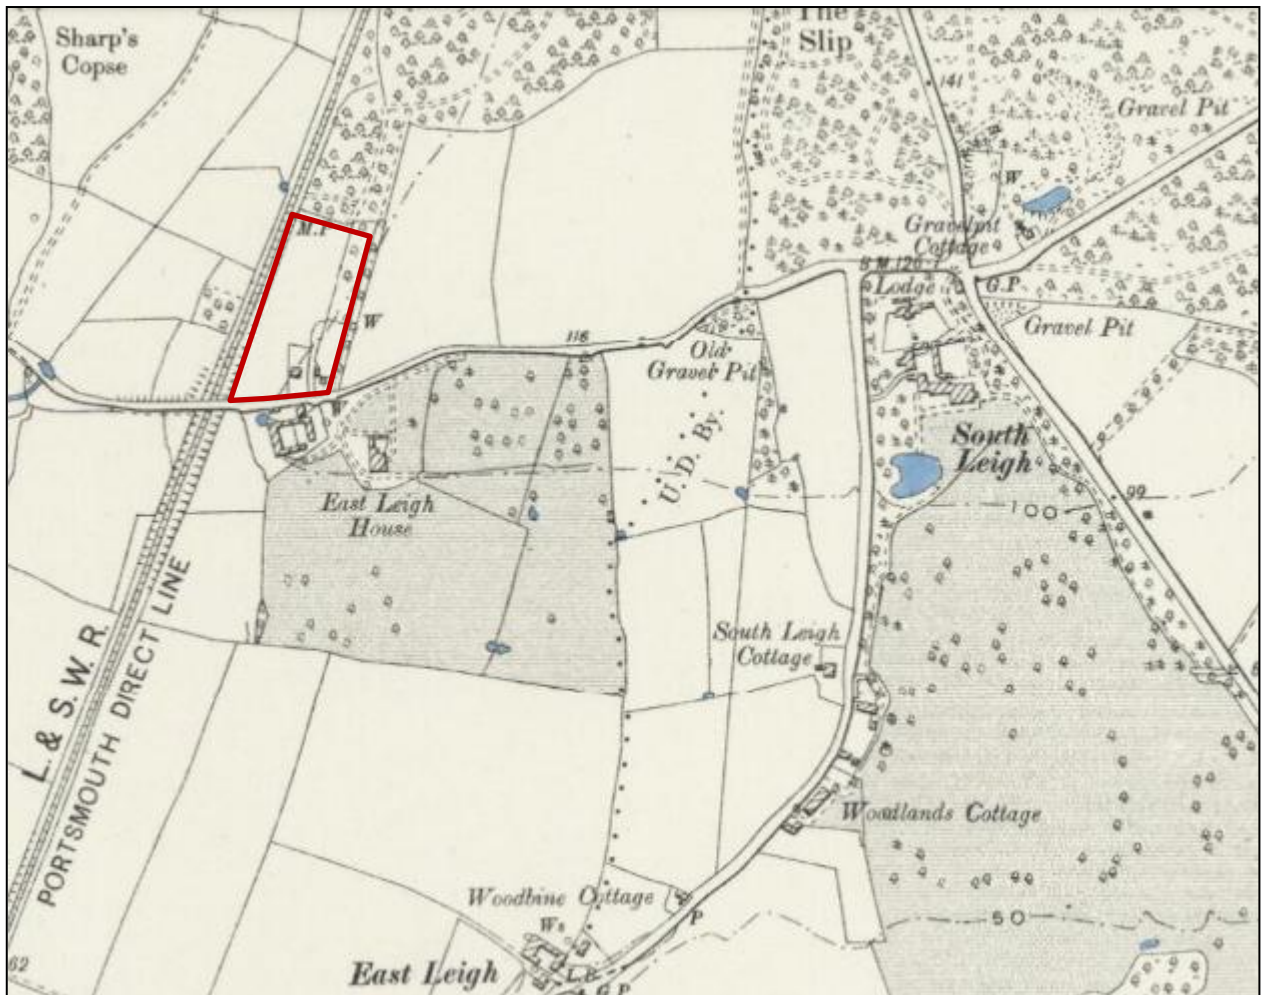 The
Slip
Sharp's
Copse
141
Gravel Pit
W
M.P
Gravelpit
Cottage
B.M.126.1
Lodge
G.P
W
116
Gravel Pit
Old
Gravel Pit
U.D. By.
South
Leigh
99
100
East Leigh
House
L. & S. W. R.
PORTSMOUTH DIRECT LINE
South Leigh
Cottage
Woodlands Cottage
Woodbine Cottage
P
Ws
50
62
East Leigh
L.B.
G.P